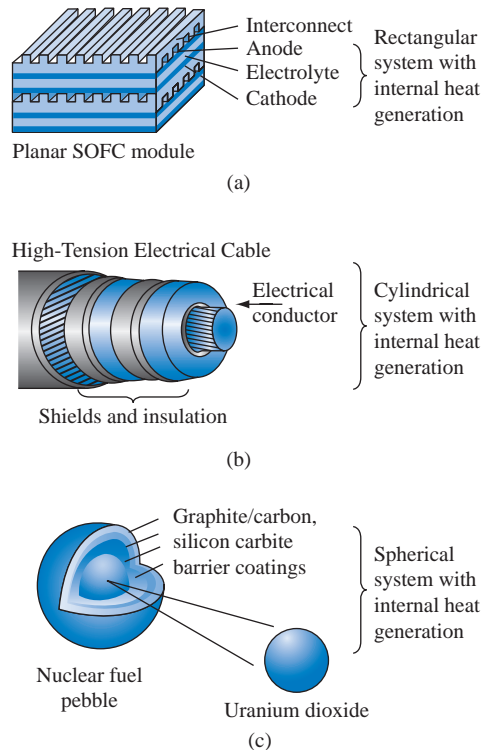 Interconnect
Anode
Electrolyte
Cathode
Rectangular
system with
internal heat
generation
Planar SOFC module
(a)
High-Tension Electrical Cable
Electrical
conductor
Cylindrical
system with
internal heat
generation
Shields and insulation
(b)
Graphite/carbon,
silicon carbite
barrier coatings
Spherical
system with
internal heat
generation
Nuclear fuel
pebble
Uranium dioxide
(c)